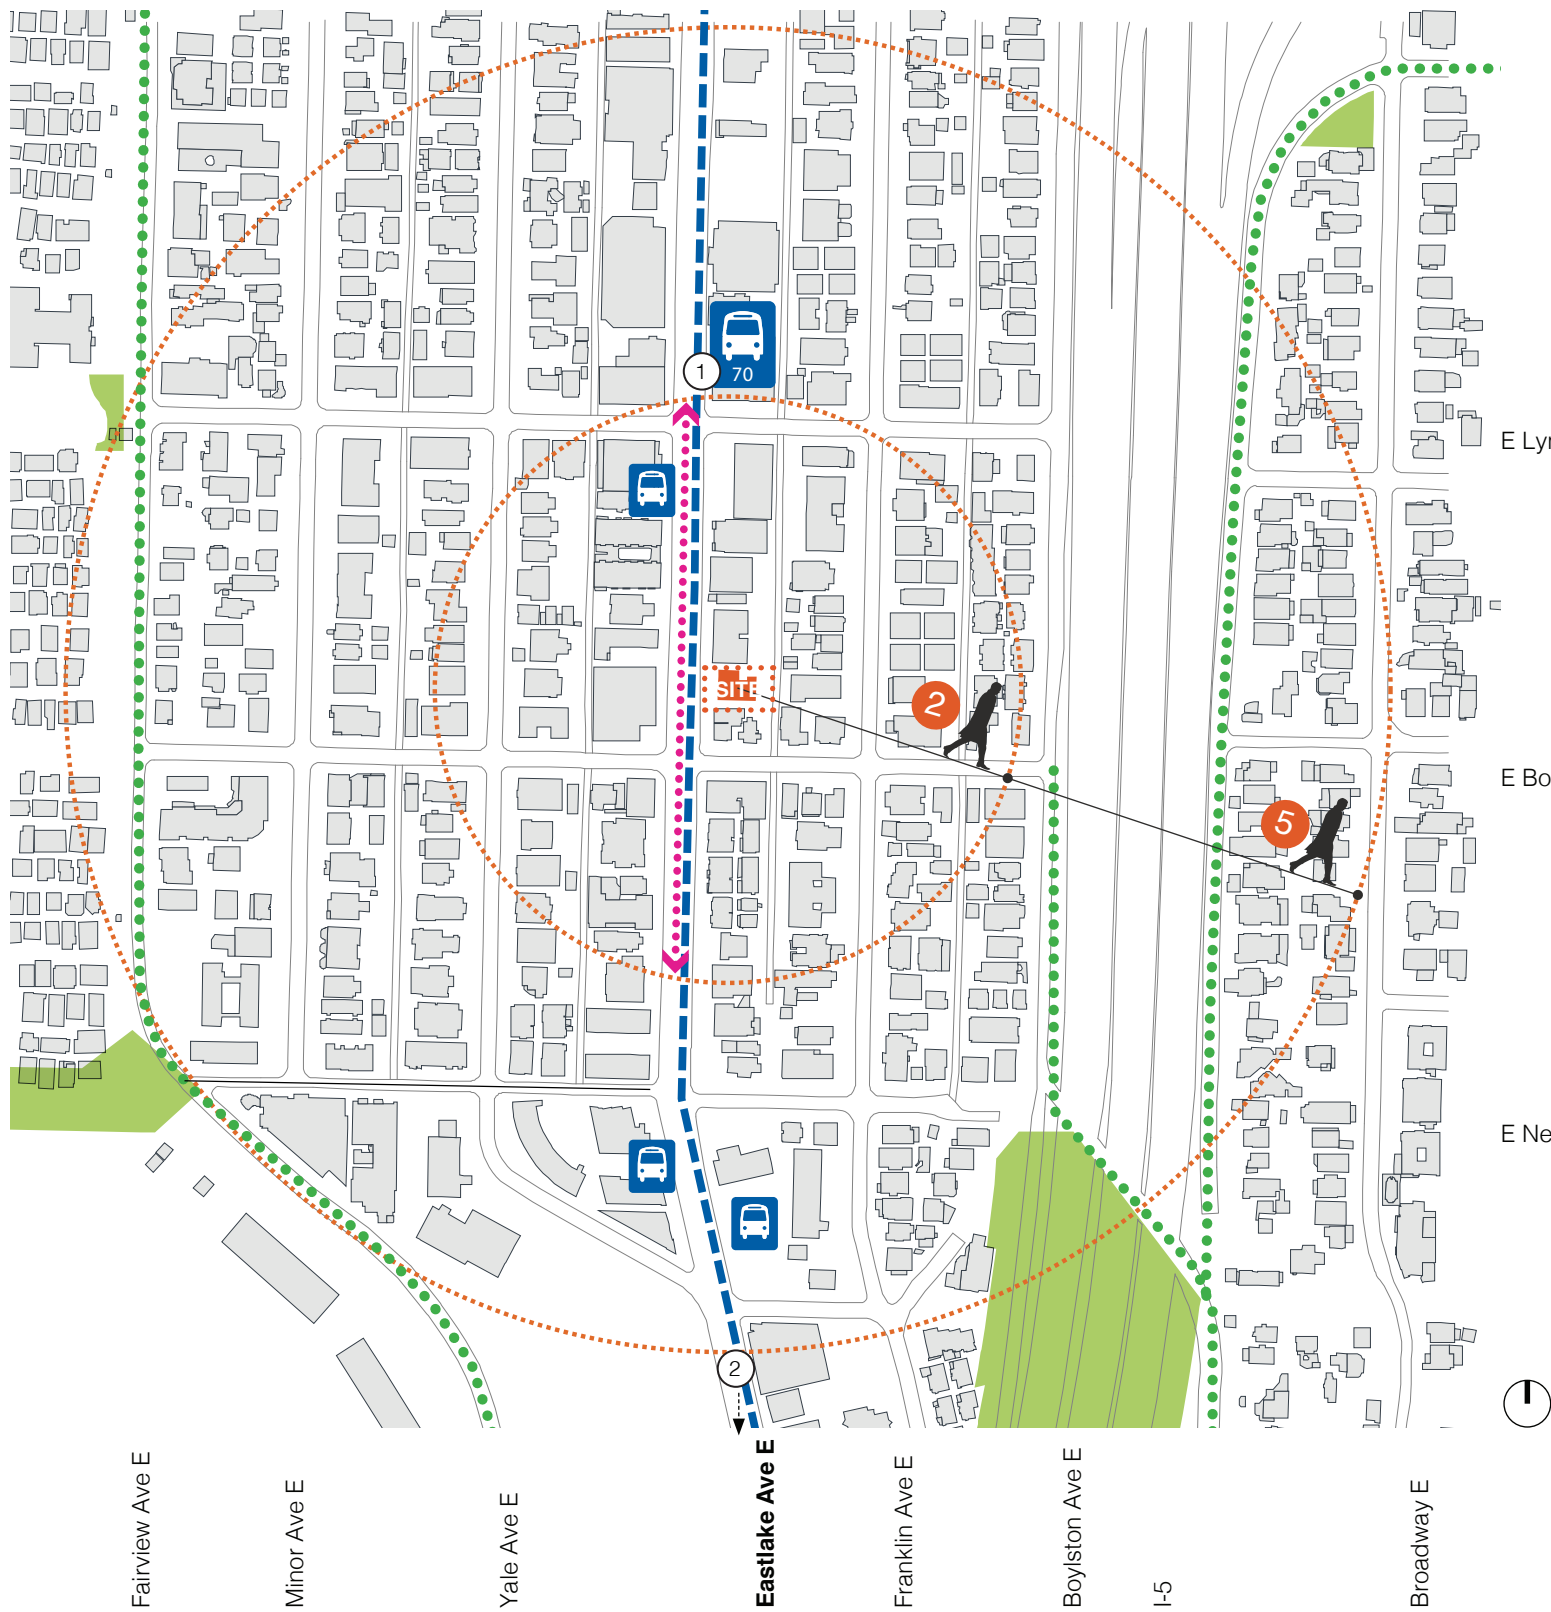 1
70
E Lyn
SITE
2
E Bo
5
E Ne
2
Fairview Ave E
Minor Ave E
Yale Ave E
Eastlake Ave E
Franklin Ave E
Boylston Ave E
I-5
Broadway E